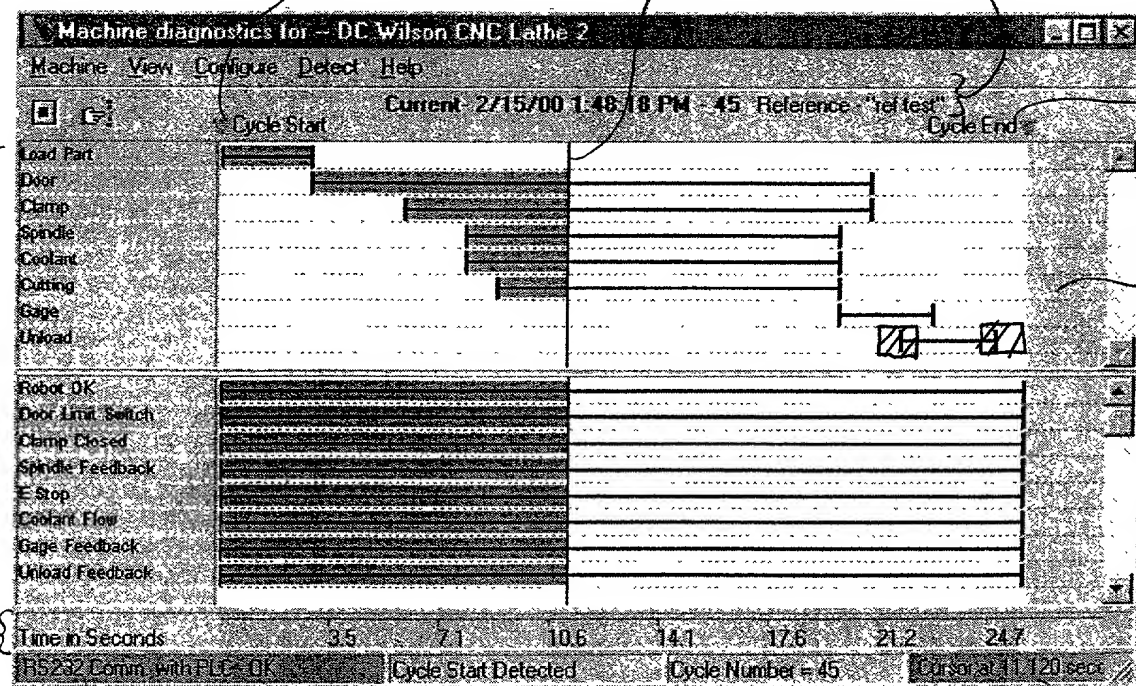 Machine diagnostics for -- DC Wilson CNC Lathe 2
Machine View Configure Detect Help
Current- 2/15/00 1:48:18 PM - 45 Reference - "ref test"
Cycle Start
Cycle End
Load Part
Door
Clamp
Spindle
Coolant
Cutting
Gage
Unload
Robot OK
Door Limit Switch
Clamp Closed
Spindle Feedback
E Stop
Coolant Flow
Gage Feedback
Unload Feedback
Time in Seconds 3.5 7.1 10.6 14.1 17.6 21.2 24.7
RS232 Comm. with PLC - OK Cycle Start Detected Cycle Number = 45 Cursor at 11.120 secs